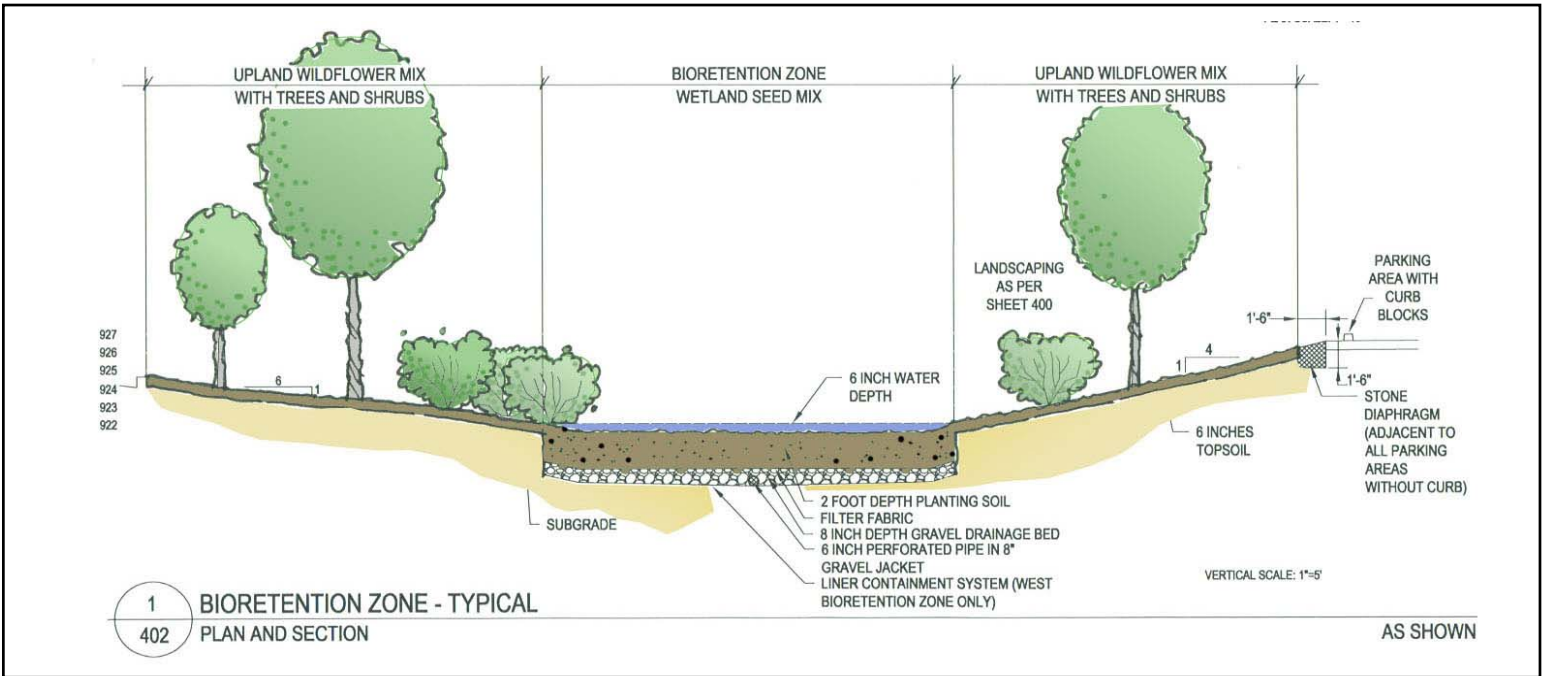 UPLAND WILDFLOWER MIX
WITH TREES AND SHRUBS
BIORETENTION ZONE
WETLAND SEED MIX
UPLAND WILDFLOWER MIX
WITH TREES AND SHRUBS
927
926
925
924
923
922
6
1
SUBGRADE
6 INCH WATER
DEPTH
LANDSCAPING
AS PER
SHEET 400
4
1
1'-6"
PARKING
AREA WITH
CURB
BLOCKS
1'-6"
STONE
DIAPHRAGM
(ADJACENT TO
ALL PARKING
AREAS
WITHOUT CURB)
6 INCHES
TOPSOIL
2 FOOT DEPTH PLANTING SOIL
FILTER FABRIC
8 INCH DEPTH GRAVEL DRAINAGE BED
6 INCH PERFORATED PIPE IN 8"
GRAVEL JACKET
LINER CONTAINMENT SYSTEM (WEST
BIORETENTION ZONE ONLY)
VERTICAL SCALE: 1"=5'
1
402
BIORETENTION ZONE - TYPICAL
PLAN AND SECTION
AS SHOWN